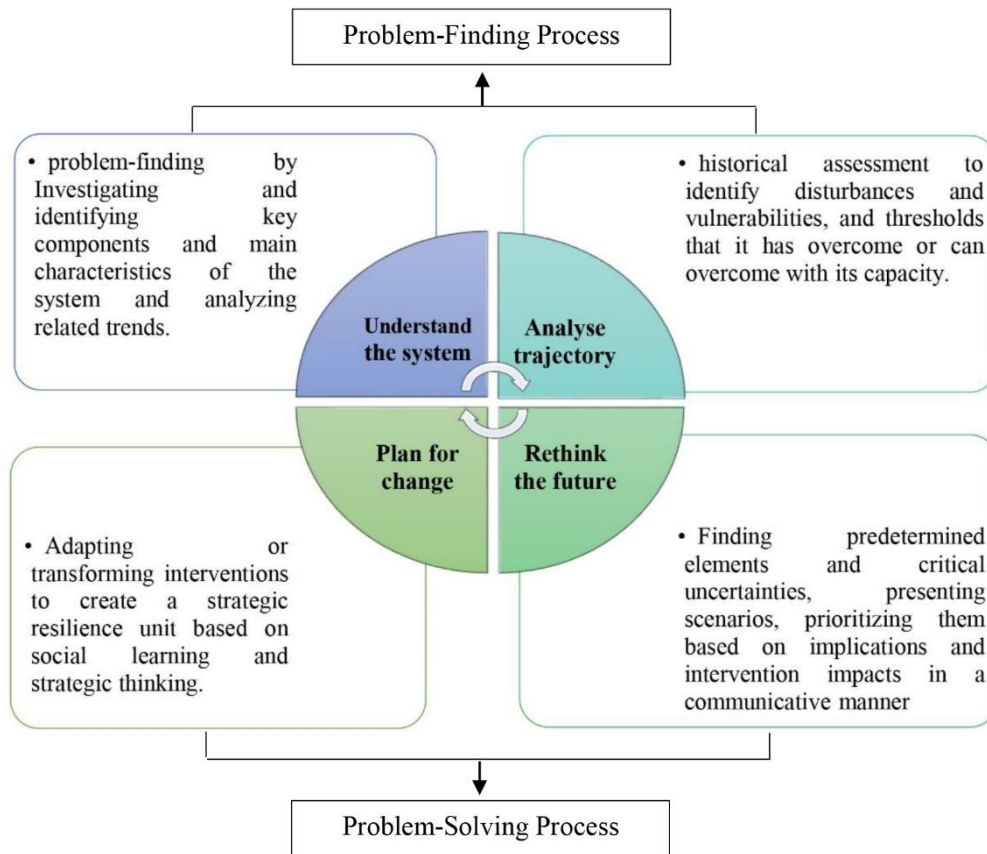 Problem-Finding Process
• problem-finding by
Investigating and
identifying key
components and main
characteristics of the
system and analyzing
related trends.
• historical assessment to
identify disturbances and
vulnerabilities, and thresholds
that it has overcome or can
overcome with its capacity.
Understand
the system
Analyse
trajectory
Plan for
change
Rethink
the future
• Adapting or
transforming interventions
to create a strategic
resilience unit based on
social learning and
strategic thinking.
• Finding predetermined
elements and critical
uncertainties, presenting
scenarios, prioritizing them
based on implications and
intervention impacts in a
communicative manner
Problem-Solving Process